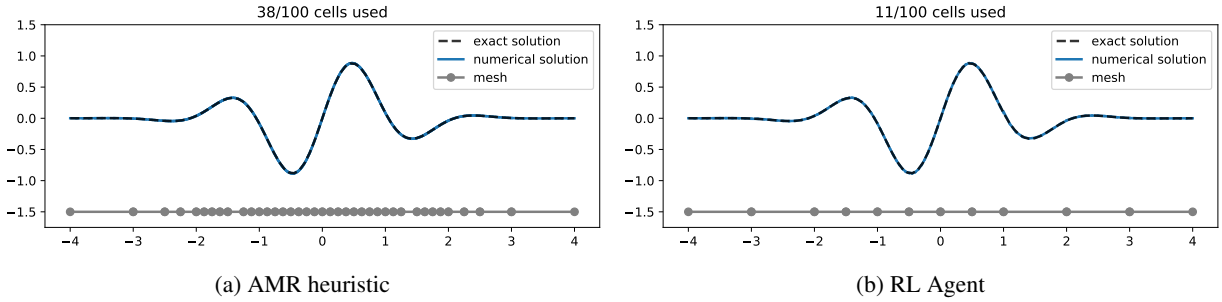 38/100 cells used
1.5
1.0
0.5
0.0
−0.5
−1.0
−1.5
exact solution
numerical solution
mesh
−4 −3 −2 −1 0 1 2 3 4
(a) AMR heuristic
11/100 cells used
1.5
1.0
0.5
0.0
−0.5
−1.0
−1.5
exact solution
numerical solution
mesh
−4 −3 −2 −1 0 1 2 3 4
(b) RL Agent